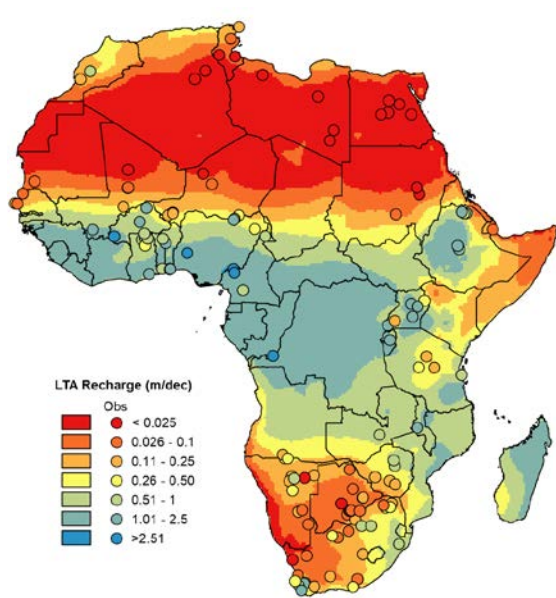 LTA Recharge (m/dec)
Obs
< 0.025
0.026 - 0.1
0.11 - 0.25
0.26 - 0.50
0.51 - 1
1.01 - 2.5
>2.51